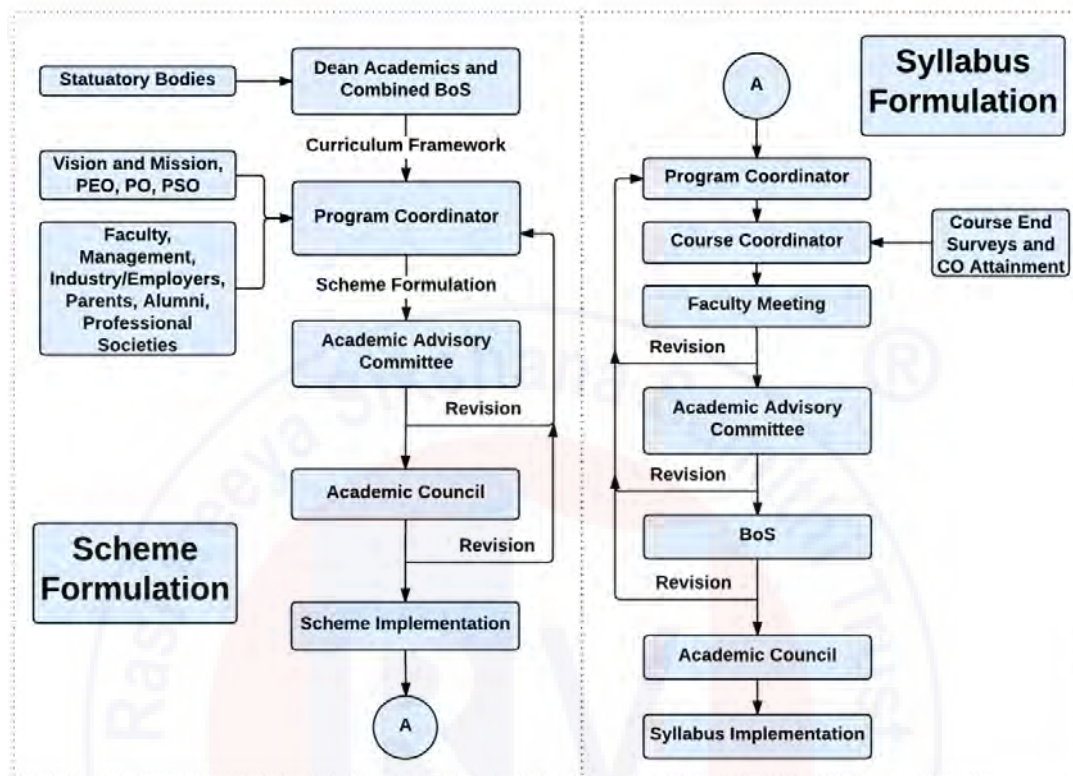 Statuatory Bodies
Dean Academics and
Combined BoS
Curriculum Framework
Vision and Mission,
PEO, PO, PSO
Program Coordinator
Faculty,
Management,
Industry/Employers,
Parents, Alumni,
Professional
Societies
Scheme Formulation
Academic Advisory
Committee
Revision
Academic Council
Revision
Scheme
Formulation
Scheme Implementation
A
Syllabus
Formulation
A
Program Coordinator
Course Coordinator
Course End
Surveys and
CO Attainment
Faculty Meeting
Revision
Academic Advisory
Committee
Revision
BoS
Revision
Academic Council
Syllabus Implementation
RV
®